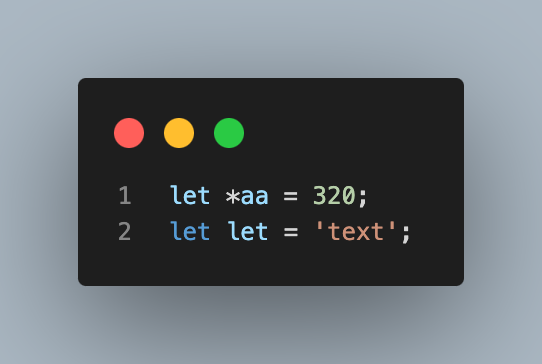 1 let *aa = 320;
2 let let = 'text';